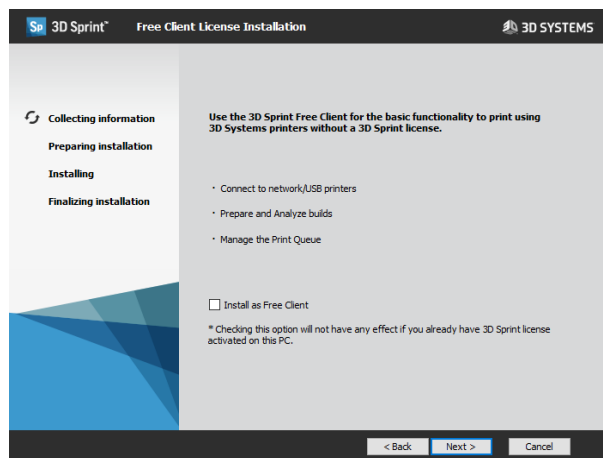 Sp 3D Sprint™ Free Client License Installation 3D SYSTEMS
Collecting information
Preparing installation
Installing
Finalizing installation
Use the 3D Sprint Free Client for the basic functionality to print using
3D Systems printers without a 3D Sprint license.
· Connect to network/USB printers
· Prepare and Analyze builds
· Manage the Print Queue
Install as Free Client
* Checking this option will not have any effect if you already have 3D Sprint license
activated on this PC.
< Back Next > Cancel